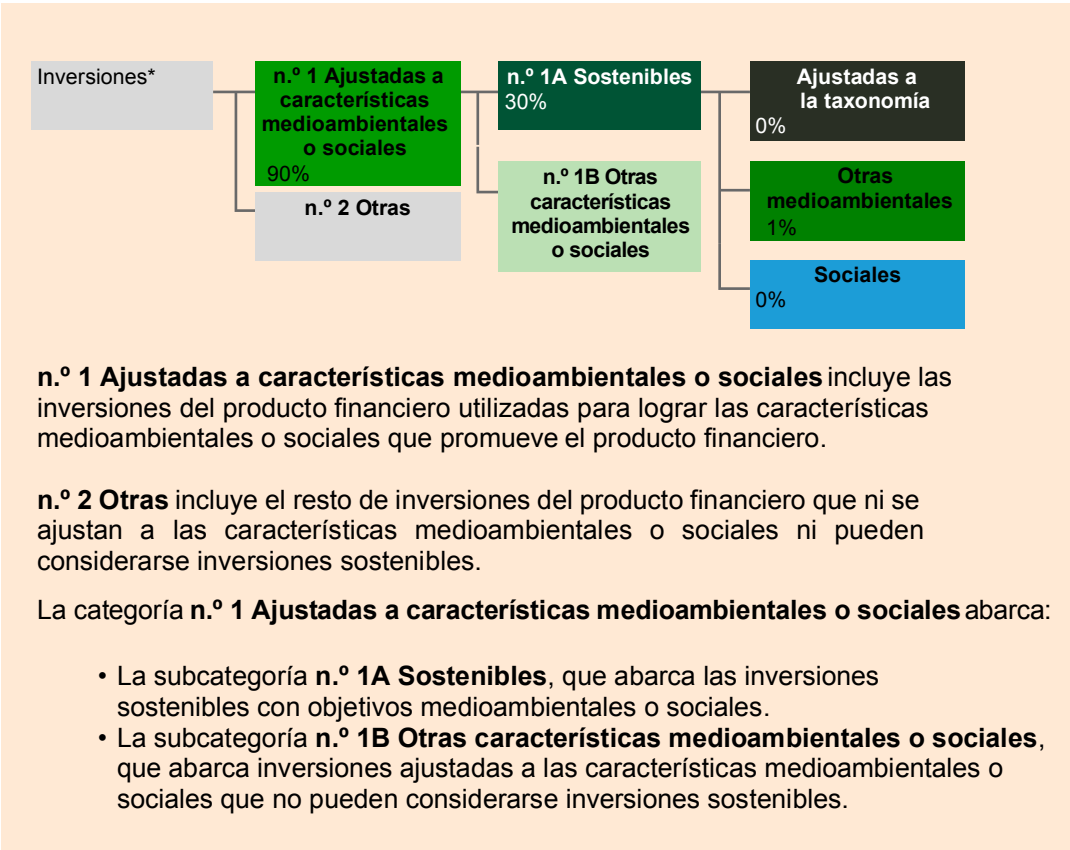 Inversiones*
n.º 1 Ajustadas a
características
medioambientales
o sociales
90%
n.º 2 Otras
n.º 1A Sostenibles
30%
n.º 1B Otras
características
medioambientales
o sociales
Ajustadas a
la taxonomía
0%
Otras
medioambientales
1%
Sociales
0%
n.º 1 Ajustadas a características medioambientales o sociales incluye las
inversiones del producto financiero utilizadas para lograr las características
medioambientales o sociales que promueve el producto financiero.
n.º 2 Otras incluye el resto de inversiones del producto financiero que ni se
ajustan a las características medioambientales o sociales ni pueden
considerarse inversiones sostenibles.
La categoría n.º 1 Ajustadas a características medioambientales o sociales abarca:
• La subcategoría n.º 1A Sostenibles, que abarca las inversiones
sostenibles con objetivos medioambientales o sociales.
• La subcategoría n.º 1B Otras características medioambientales o sociales,
que abarca inversiones ajustadas a las características medioambientales o
sociales que no pueden considerarse inversiones sostenibles.